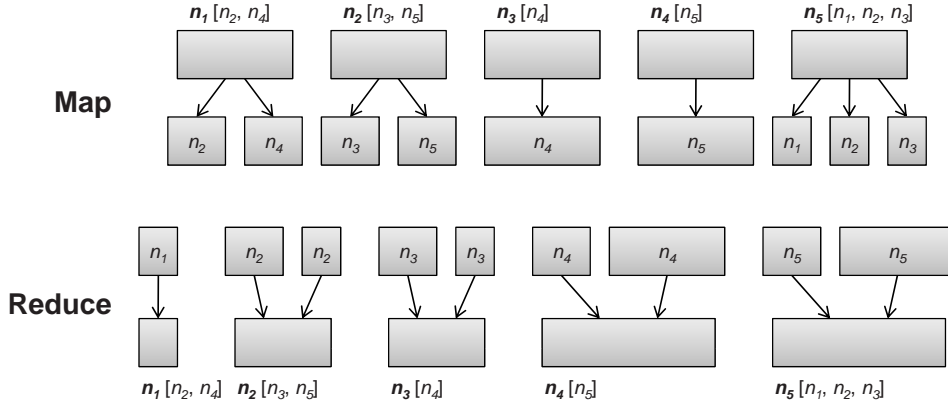 n1 [n2, n4] n2 [n3, n5] n3 [n4] n4 [n5] n5 [n1, n2, n3]
Map
n2 n4 n3 n5 n4 n5 n1 n2 n3
n1 n2 n2 n3 n3 n4 n4 n5 n5
Reduce
n1 [n2, n4] n2 [n3, n5] n3 [n4] n4 [n5] n5 [n1, n2, n3]